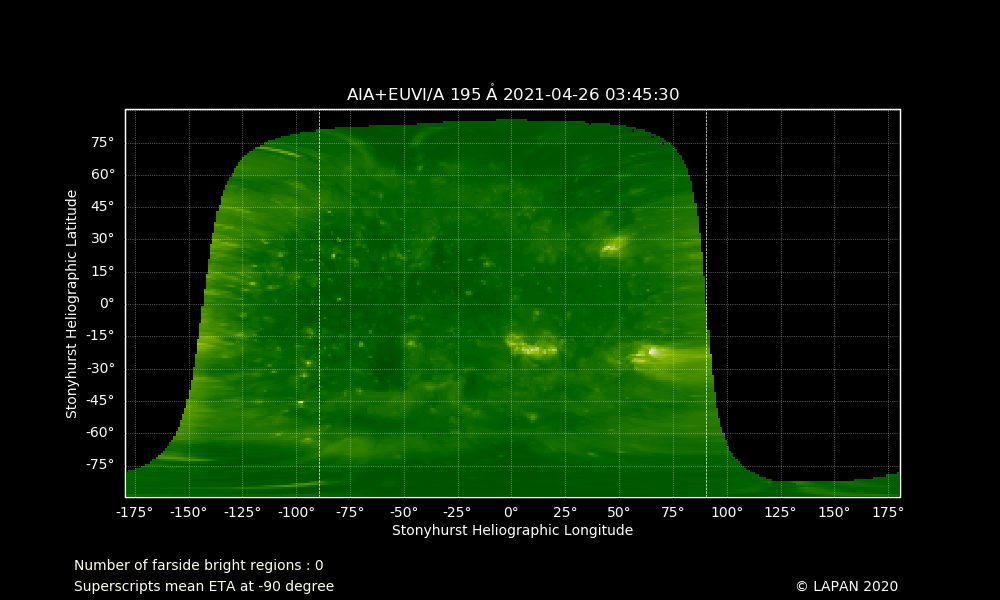 AIA+EUVI/A 195 Å 2021-04-26 03:45:30
Stonyhurst Heliographic Latitude
75°
60°
45°
30°
15°
0°
-15°
-30°
-45°
-60°
-75°
-175° -150° -125° -100° -75° -50° -25° 0° 25° 50° 75° 100° 125° 150° 175°
Stonyhurst Heliographic Longitude
Number of farside bright regions : 0
Superscripts mean ETA at -90 degree
© LAPAN 2020